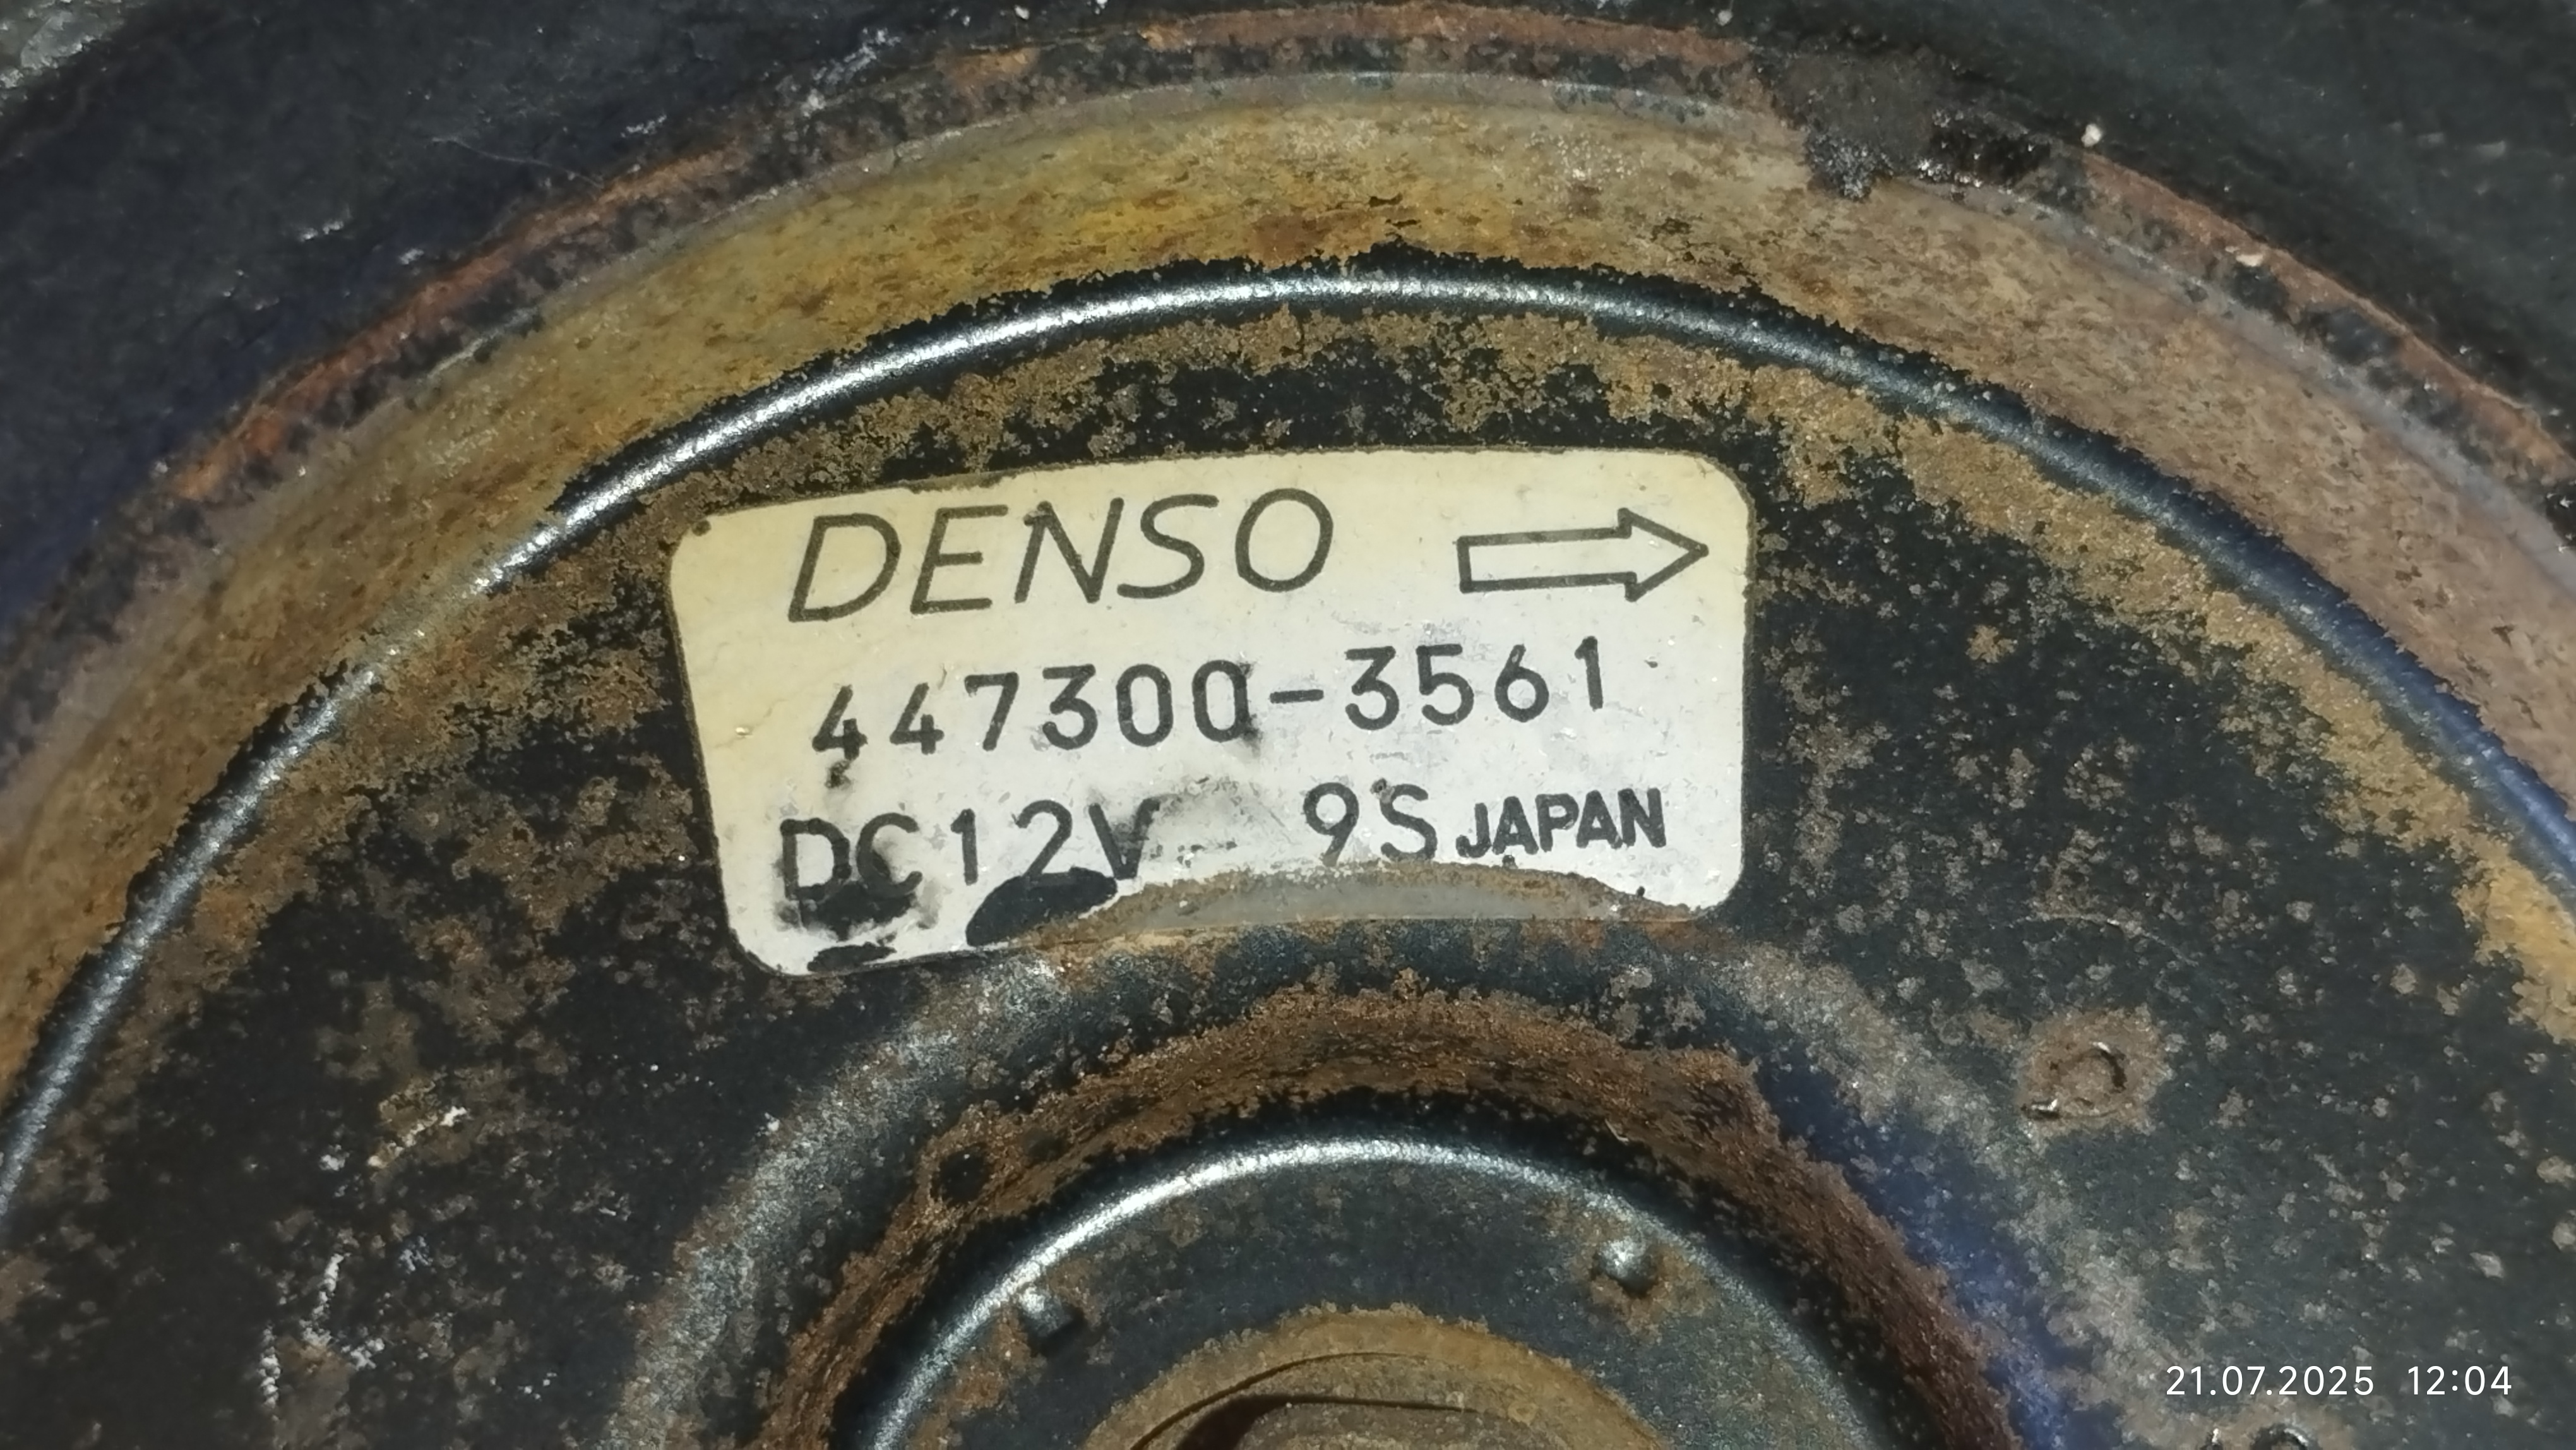 DENSO
447300-3561
DC12V 9S JAPAN
21.07.2025 12:04